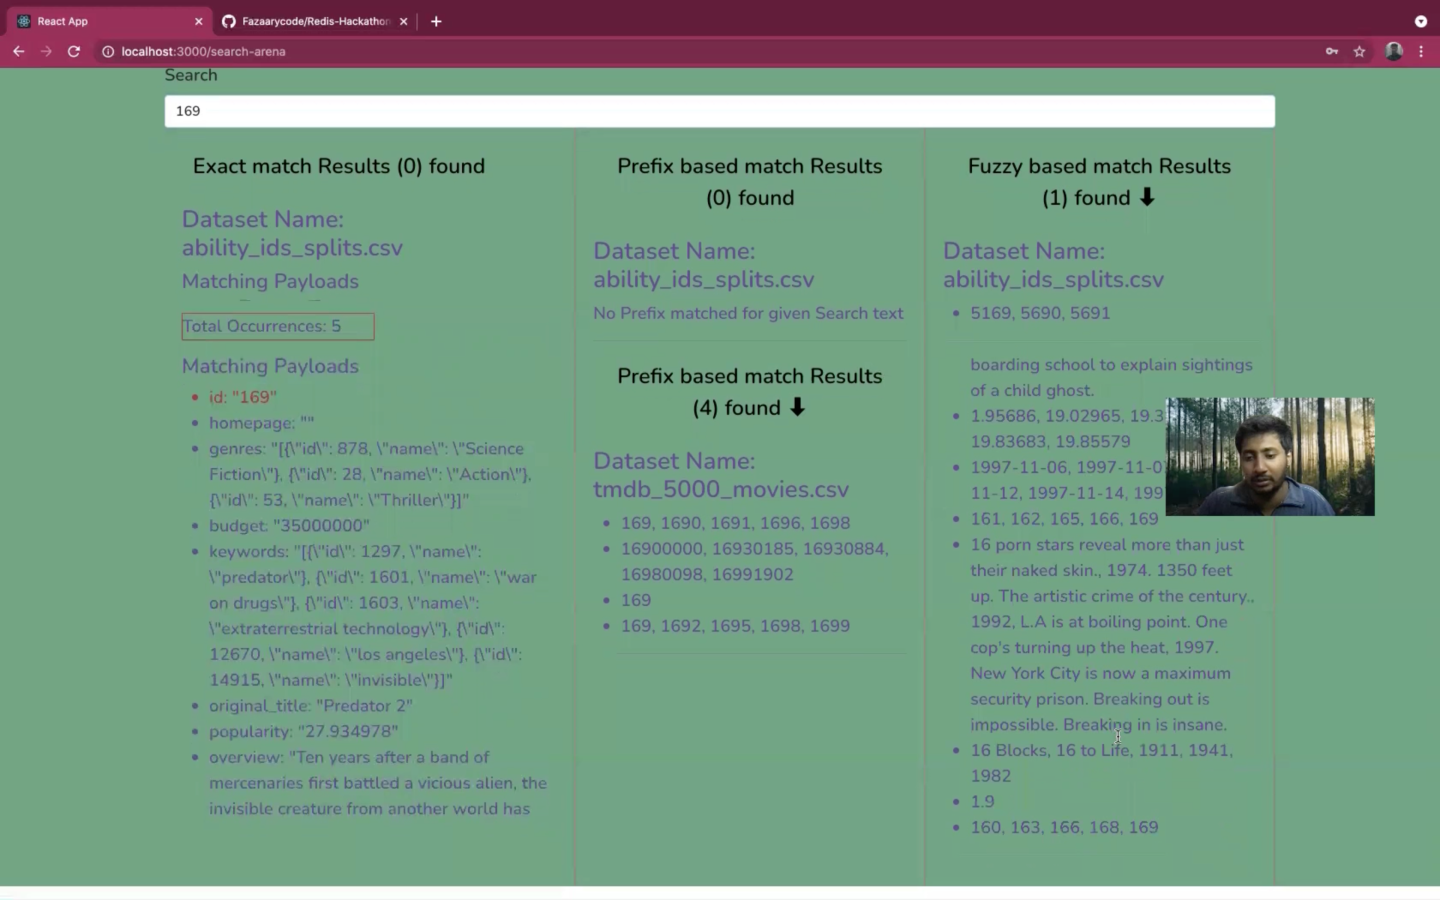 React App
Fazaarycode/Redis-Hackathon
localhost:3000/search-arena
Search
169
Exact match Results (0) found
Dataset Name:
ability_ids_splits.csv
Matching Payloads
Total Occurrences: 5
Matching Payloads
id: "169"
homepage: ""
genres: "[{\"id\": 878, \"name\": \"Science
Fiction\"}, {\"id\": 28, \"name\": \"Action\"},
{\"id\": 53, \"name\": \"Thriller\"}]"
budget: "35000000"
keywords: "[{\"id\": 1297, \"name\":
\"predator\"}, {\"id\": 1601, \"name\": \"war
on drugs\"}, {\"id\": 1603, \"name\":
\"extraterrestrial technology\"}, {\"id\":
12670, \"name\": \"los angeles\"}, {\"id\":
14915, \"name\": \"invisible\"}]"
original_title: "Predator 2"
popularity: "27.934978"
overview: "Ten years after a band of
mercenaries first battled a vicious alien, the
invisible creature from another world has
Prefix based match Results
(0) found
Dataset Name:
ability_ids_splits.csv
No Prefix matched for given Search text
Prefix based match Results
(4) found
Dataset Name:
tmdb_5000_movies.csv
169, 1690, 1691, 1696, 1698
16900000, 16930185, 16930884,
16980098, 16991902
169
169, 1692, 1695, 1698, 1699
Fuzzy based match Results
(1) found
Dataset Name:
ability_ids_splits.csv
5169, 5690, 5691
boarding school to explain sightings
of a child ghost.
1.95686, 19.02965, 19.3
19.83683, 19.85579
1997-11-06, 1997-11-0
11-12, 1997-11-14, 199
161, 162, 165, 166, 169
16 porn stars reveal more than just
their naked skin., 1974. 1350 feet
up. The artistic crime of the century.,
1992, L.A is at boiling point. One
cop's turning up the heat, 1997.
New York City is now a maximum
security prison. Breaking out is
impossible. Breaking in is insane.
16 Blocks, 16 to Life, 1911, 1941,
1982
1.9
160, 163, 166, 168, 169